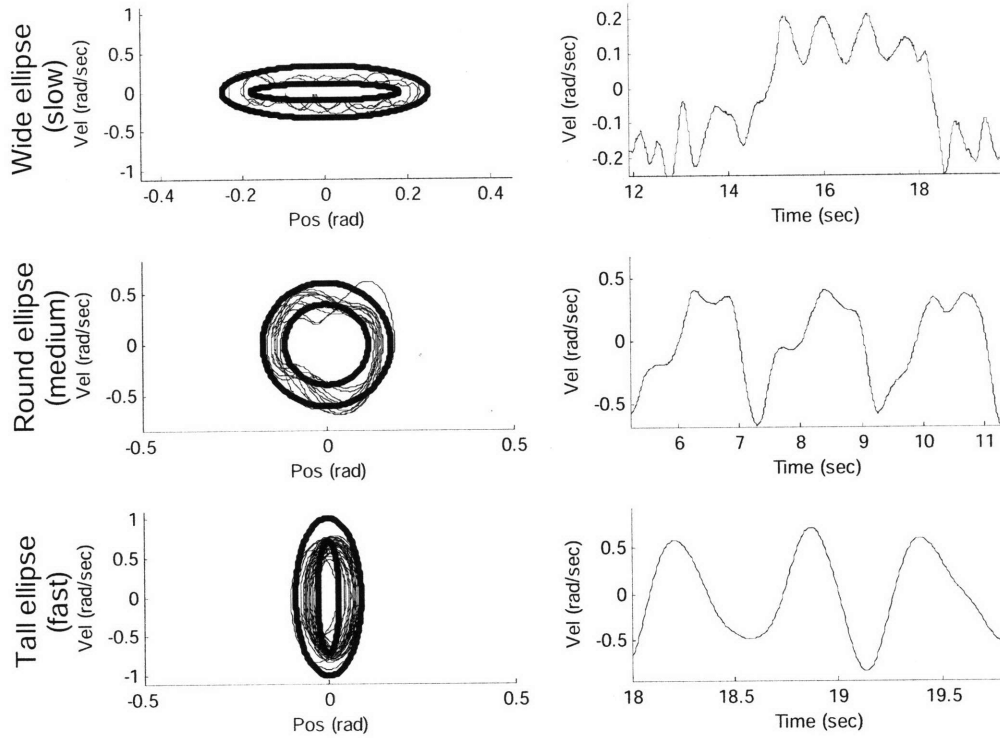 Wide ellipse
(slow)
Vel (rad/sec)
1
0.5
0
-0.5
-1
-0.4
-0.2
0
0.2
0.4
Pos (rad)
Vel (rad/sec)
0.2
0.1
0
-0.1
-0.2
12
14
16
18
Time (sec)
Round ellipse
(medium)
Vel (rad/sec)
0.5
0
-0.5
-0.5
0
0.5
Pos (rad)
Vel (rad/sec)
0.5
0
-0.5
6
7
8
9
10
11
Time (sec)
Tall ellipse
(fast)
Vel (rad/sec)
1
0.5
0
-0.5
-1
-0.5
0
0.5
Pos (rad)
Vel (rad/sec)
0.5
0
-0.5
18
18.5
19
19.5
Time (sec)